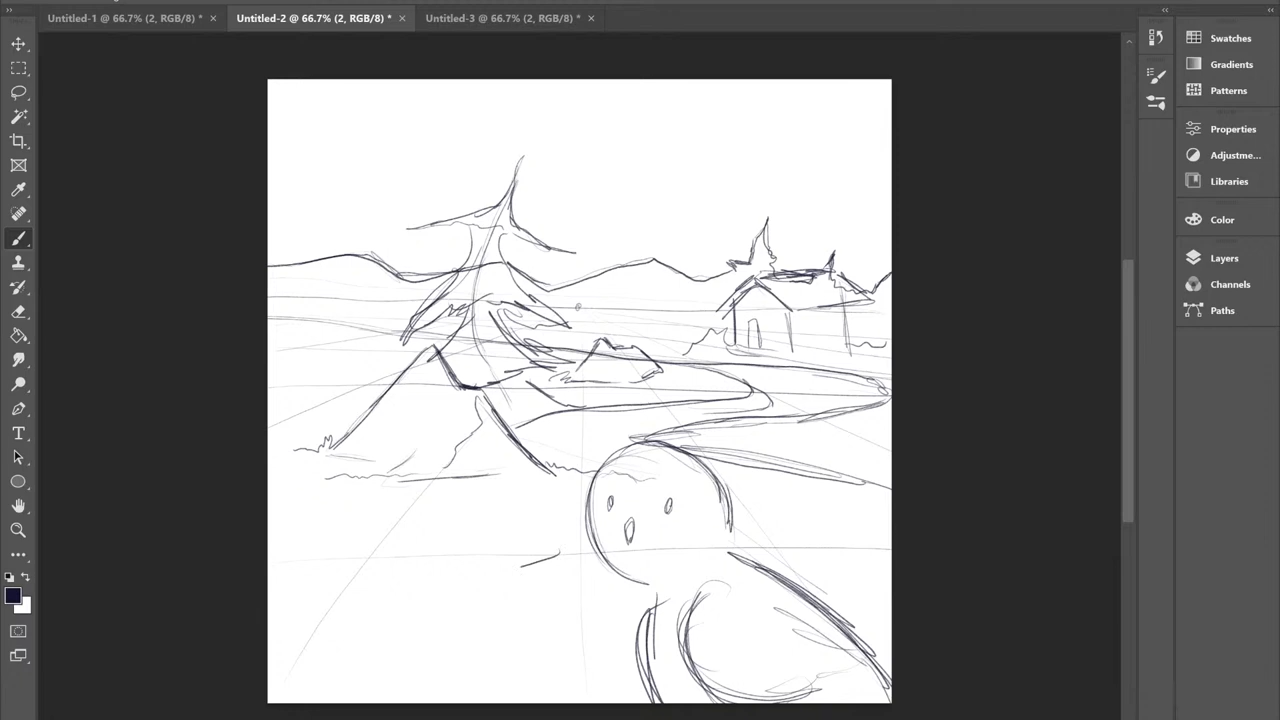 Untitled-1 @ 66.7% (2, RGB/8) * × Untitled-2 @ 66.7% (2, RGB/8) * × Untitled-3 @ 66.7% (2, RGB/8) * ×
Swatches
Gradients
Patterns
Properties
Adjustme...
Libraries
Color
Layers
Channels
Paths